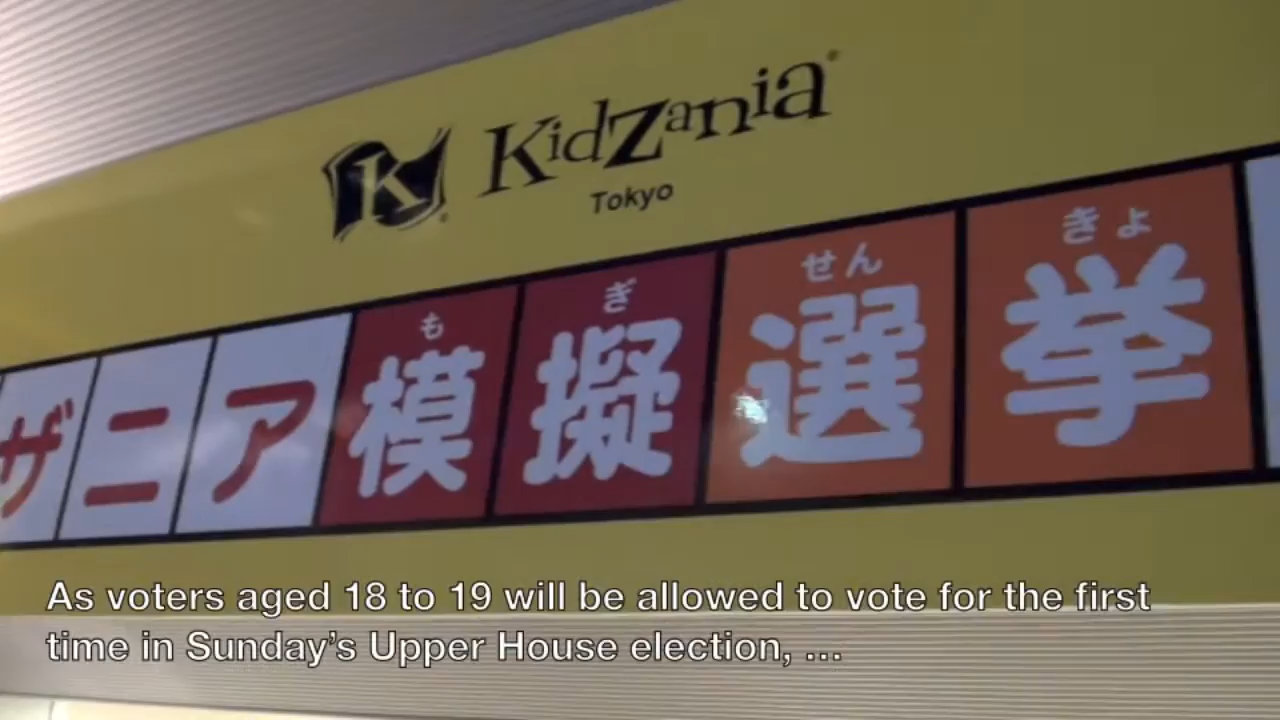 K
KidZania
Tokyo
も ぎ せん きょ
ザニア模擬選挙
As voters aged 18 to 19 will be allowed to vote for the first
time in Sunday’s Upper House election, ...